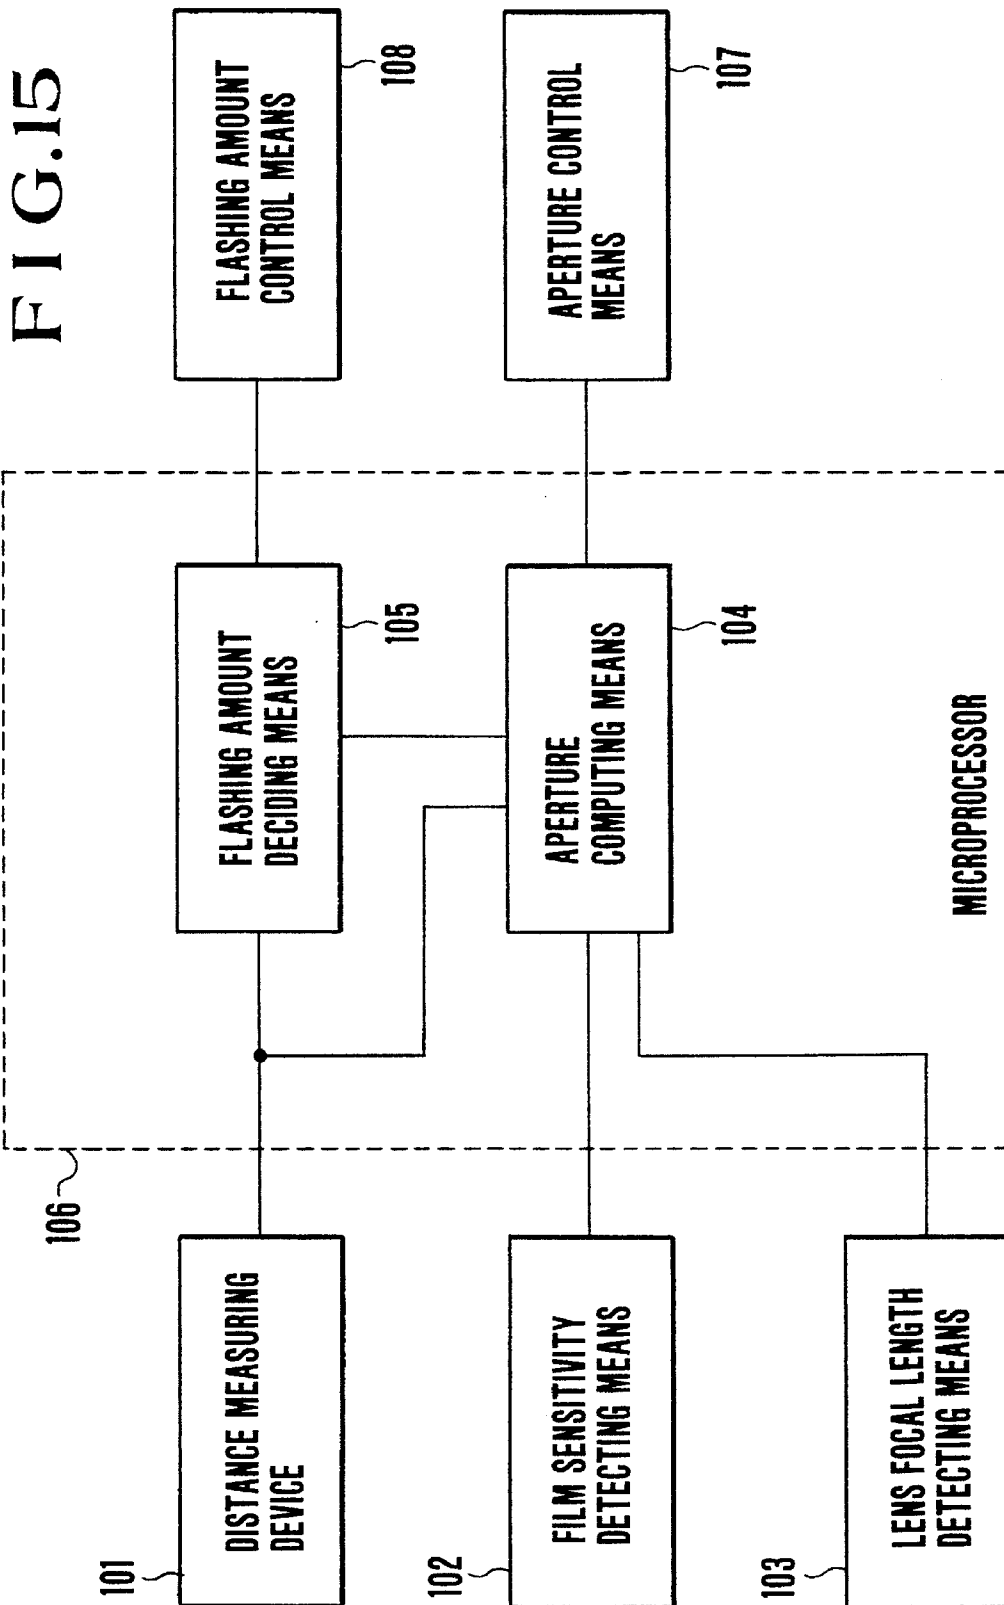 FIG.15
101
DISTANCE MEASURING
DEVICE
106
FLASHING AMOUNT
DECIDING MEANS
105
FLASHING AMOUNT
CONTROL MEANS
108
102
FILM SENSITIVITY
DETECTING MEANS
APERTURE
COMPUTING MEANS
104
APERTURE CONTROL
MEANS
107
103
LENS FOCAL LENGTH
DETECTING MEANS
MICROPROCESSOR